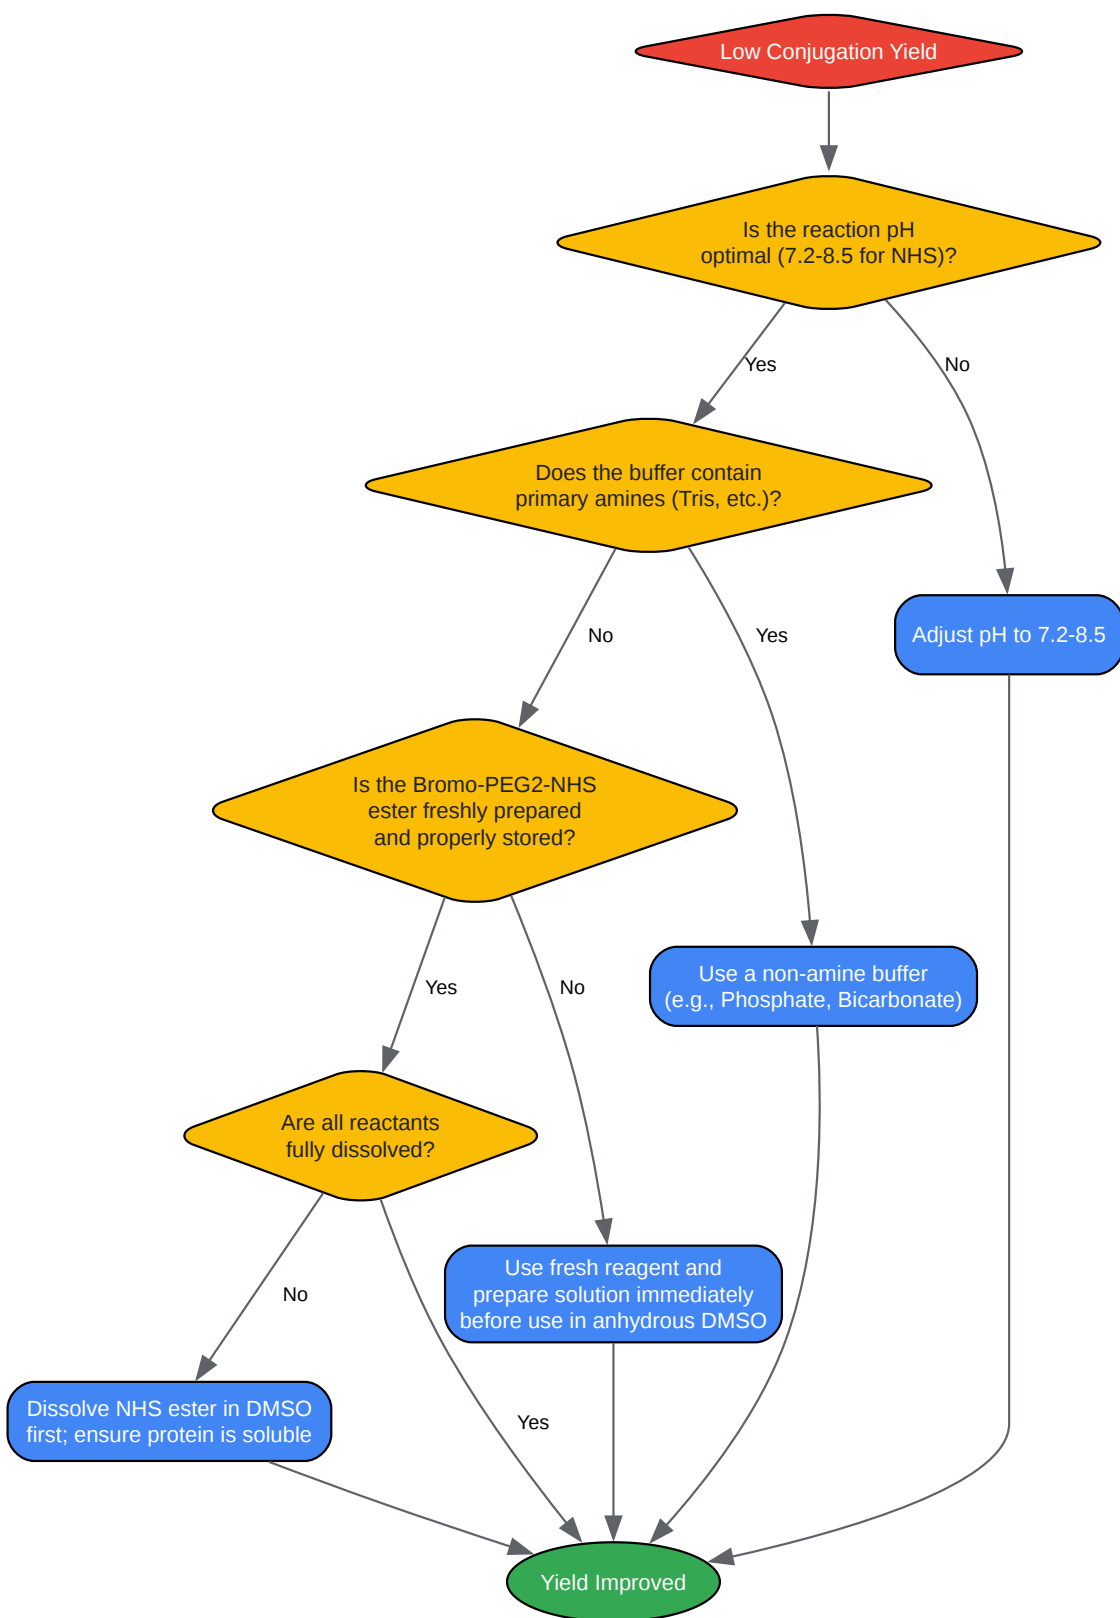 Low Conjugation Yield
Is the reaction pH
optimal (7.2-8.5 for NHS)?
Yes
No
Does the buffer contain
primary amines (Tris, etc.)?
No
Yes
Adjust pH to 7.2-8.5
Is the Bromo-PEG2-NHS
ester freshly prepared
and properly stored?
Yes
No
Use a non-amine buffer
(e.g., Phosphate, Bicarbonate)
Are all reactants
fully dissolved?
No
Yes
Use fresh reagent and
prepare solution immediately
before use in anhydrous DMSO
Dissolve NHS ester in DMSO
first; ensure protein is soluble
Yield Improved